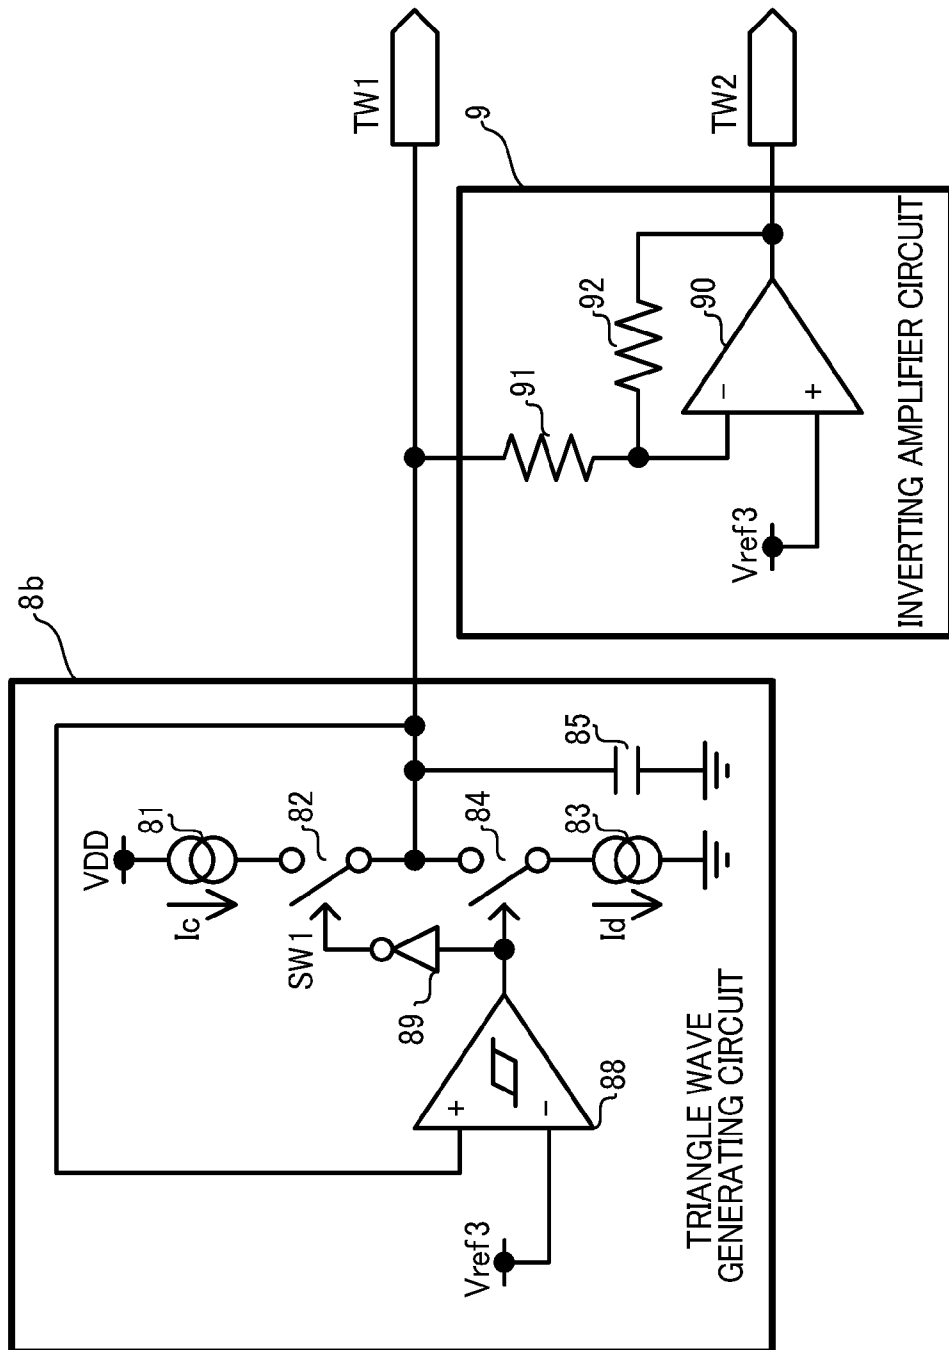 8b
VDD
81
Ic
82
SW1
84
85
89
83
Id
88
+
−
Vref3
TRIANGLE WAVE
GENERATING CIRCUIT
TW1
9
TW2
91
92
90
−
+
Vref3
INVERTING AMPLIFIER CIRCUIT